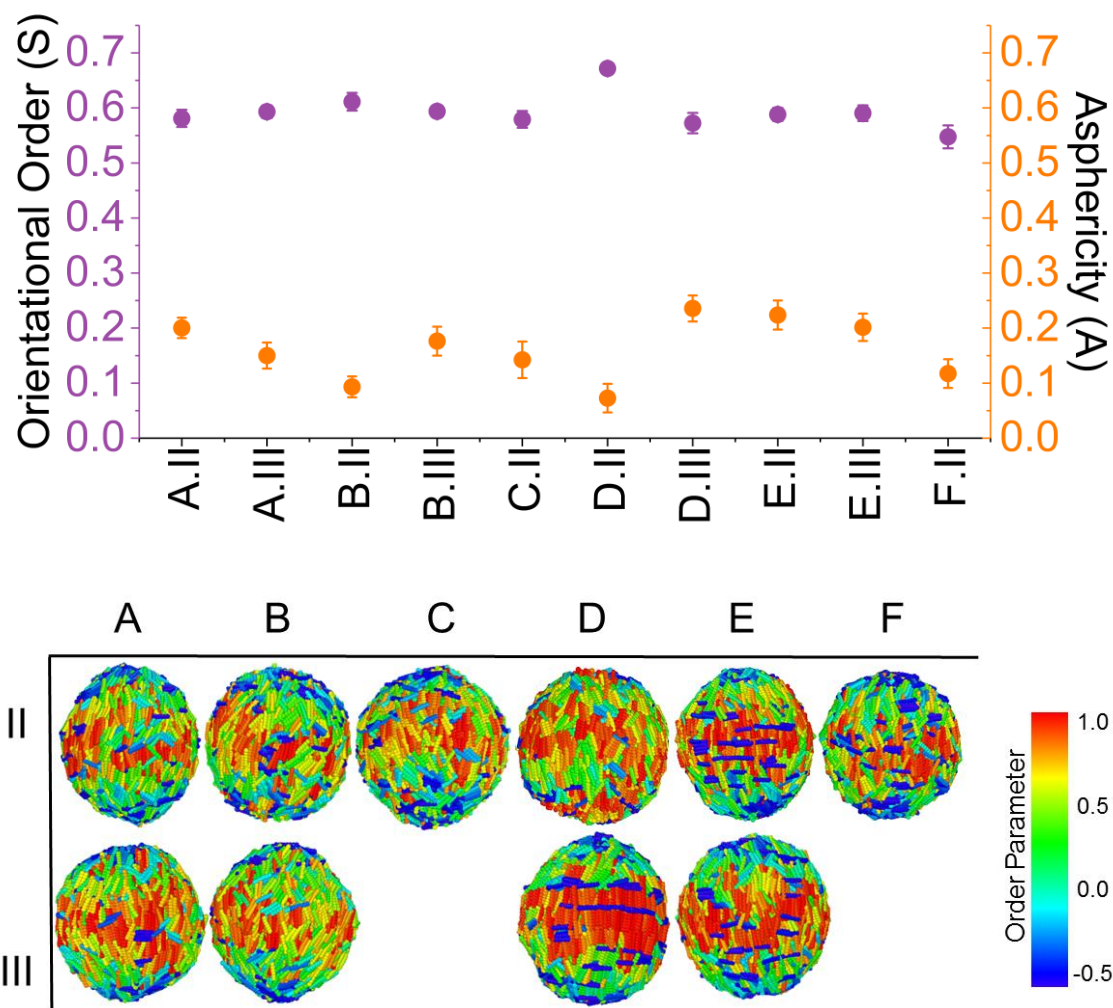 Orientational Order (S)
0.7
0.6
0.5
0.4
0.3
0.2
0.1
0.0
0.7
0.6
0.5
0.4
0.3
0.2
0.1
0.0
Asphericity (A)
A.II
A.III
B.II
B.III
C.II
D.II
D.III
E.II
E.III
F.II
A B C D E F
II
III
Order Parameter
1.0
0.5
0.0
-0.5